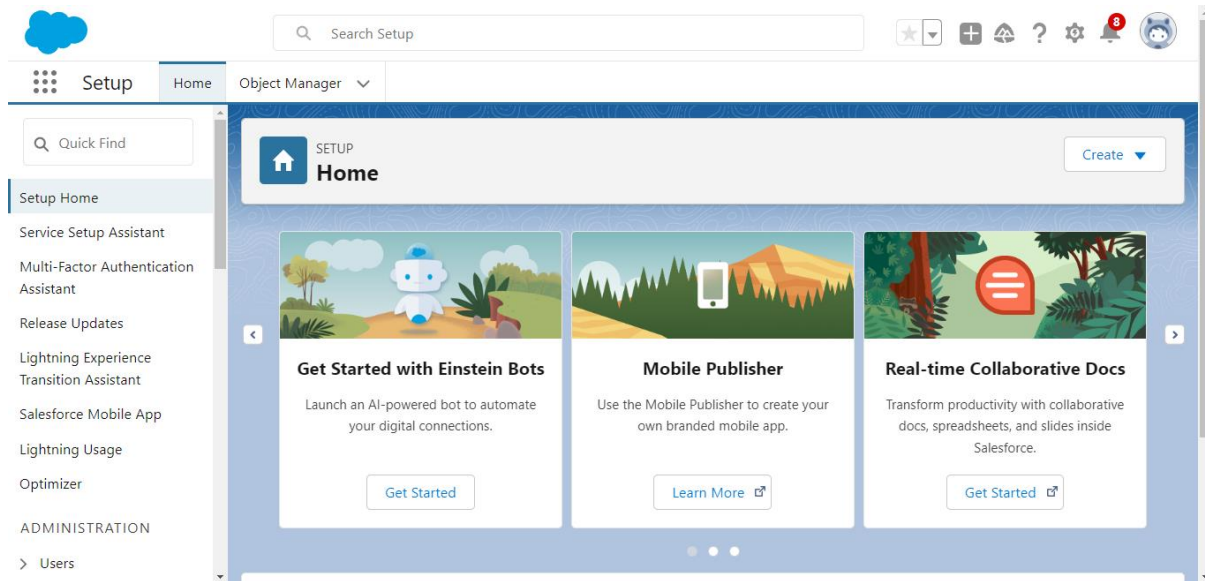 Search Setup
8
Setup
Home
Object Manager
Quick Find
Setup Home
Service Setup Assistant
Multi-Factor Authentication
Assistant
Release Updates
Lightning Experience
Transition Assistant
Salesforce Mobile App
Lightning Usage
Optimizer
ADMINISTRATION
Users
SETUP
Home
Create
Get Started with Einstein Bots
Launch an AI-powered bot to automate
your digital connections.
Get Started
Mobile Publisher
Use the Mobile Publisher to create your
own branded mobile app.
Learn More
Real-time Collaborative Docs
Transform productivity with collaborative
docs, spreadsheets, and slides inside
Salesforce.
Get Started